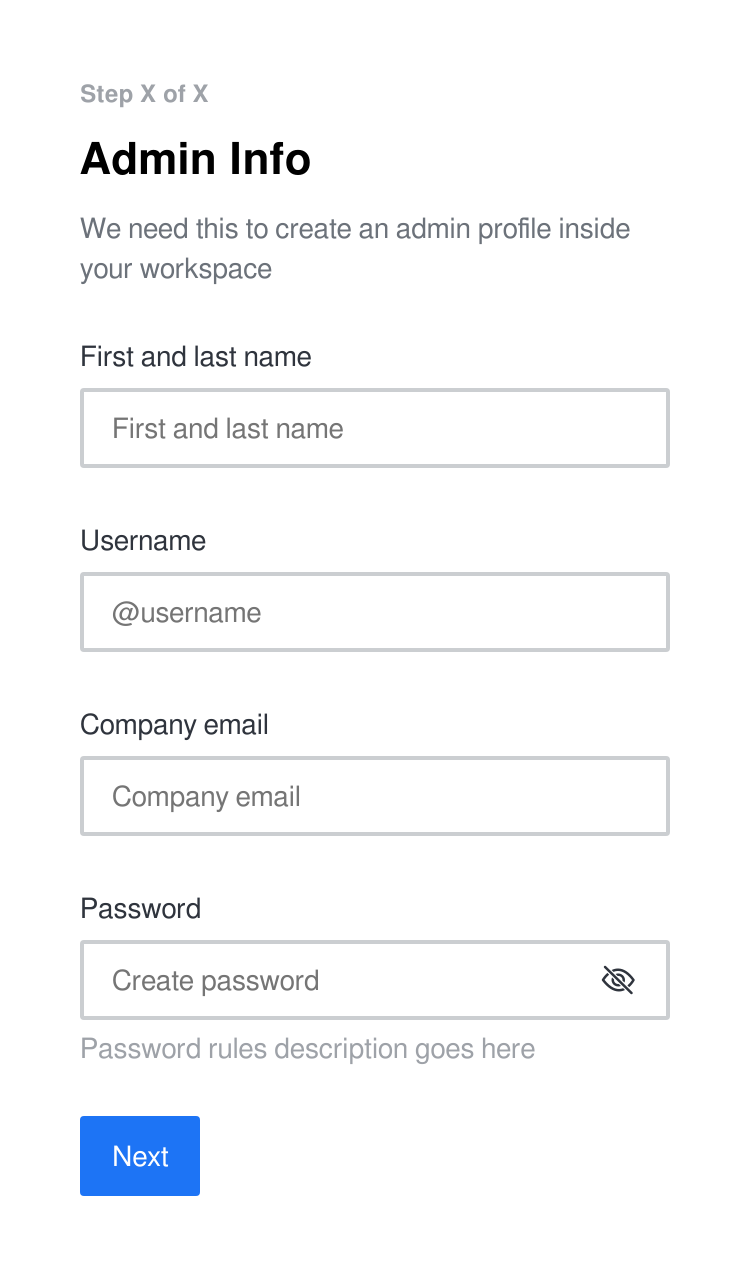 Step X of X
Admin Info
We need this to create an admin profile inside
your workspace
First and last name
First and last name
Username
@username
Company email
Company email
Password
Create password
Password rules description goes here
Next